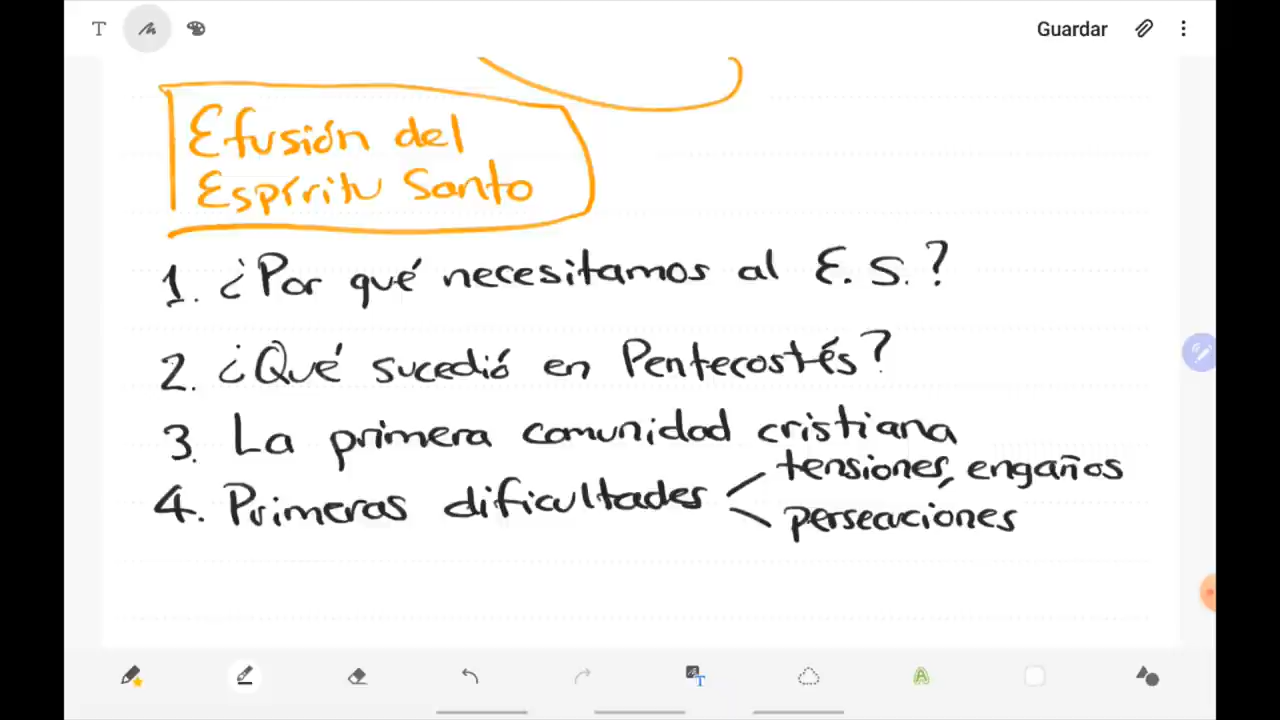 T
Guardar
Efusión del
Espíritu Santo
1. ¿Por qué necesitamos al E. S.?
2. ¿Qué sucedió en Pentecostés?
3. La primera comunidad cristiana
4. Primeras dificultades < tensiones, engaños
persecuciones